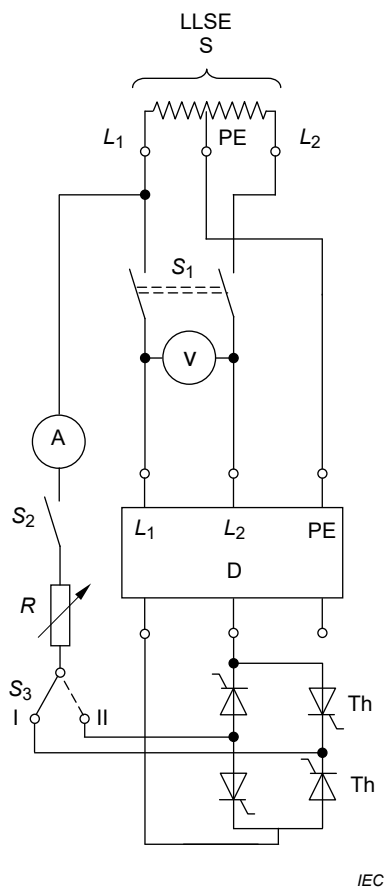 LLSE
S
L1 PE L2
S1
V
A
S2
L1 L2 PE
D
R
S3
I II
Th
Th
IEC